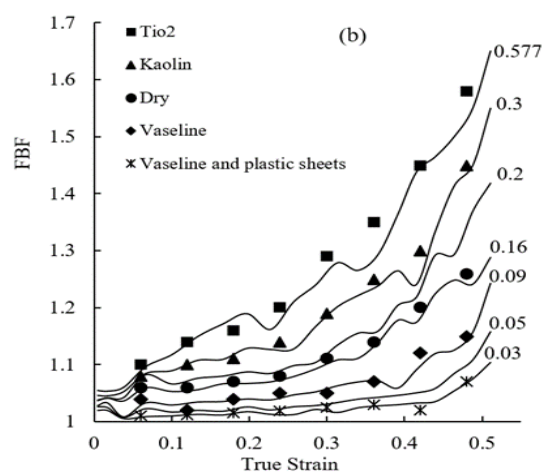 1.7
(b)
■ Tio2
▲ Kaolin
● Dry
◆ Vaseline
Vaseline and plastic sheets
1.6
1.5
1.4
1.3
1.2
1.1
1
FBF
0.577
0.3
0.2
0.16
0.09
0.05
0.03
0 0.1 0.2 0.3 0.4 0.5
True Strain